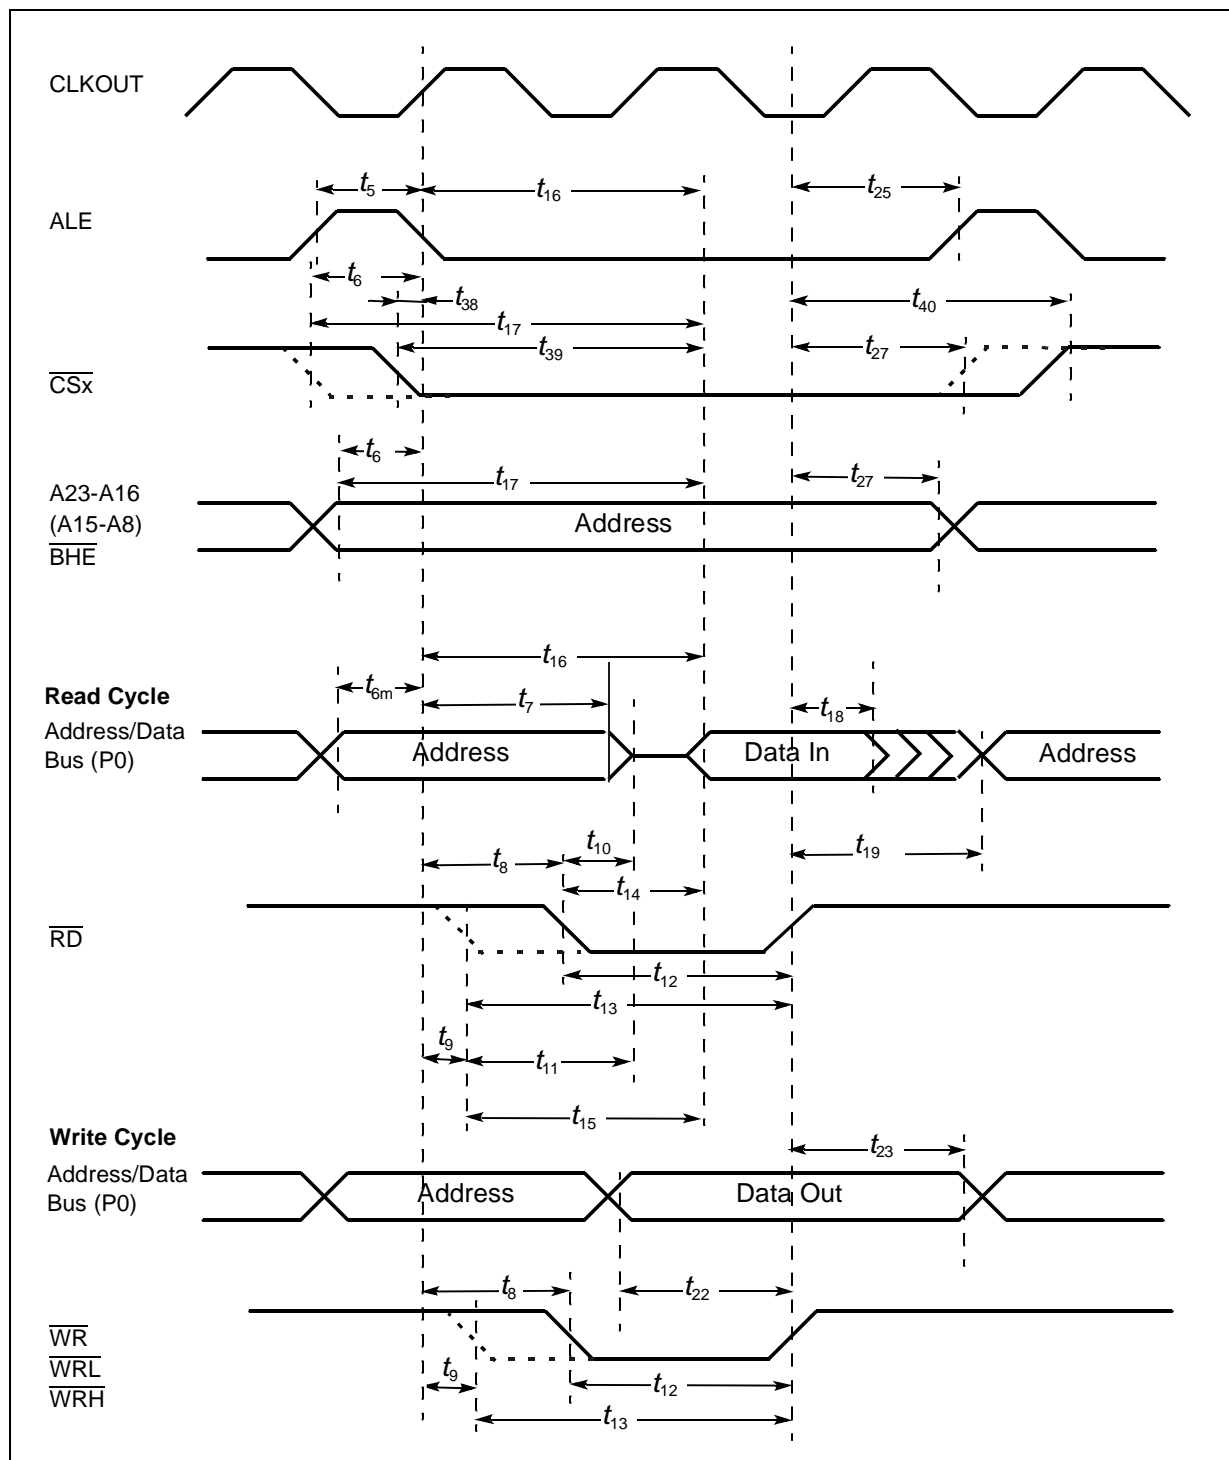 CLKOUT
t5
t16
t25
ALE
t6
t38
t40
t17
t39
t27
CSx
t6
t17
t27
A23-A16
(A15-A8)
Address
BHE
t16
Read Cycle
t6m
t7
t18
Address/Data
Bus (P0)
Address
Data In
Address
t10
t8
t19
t14
RD
t12
t13
t9
t11
t15
Write Cycle
t23
Address/Data
Bus (P0)
Address
Data Out
t8
t22
WR
WRL
WRH
t9
t12
t13